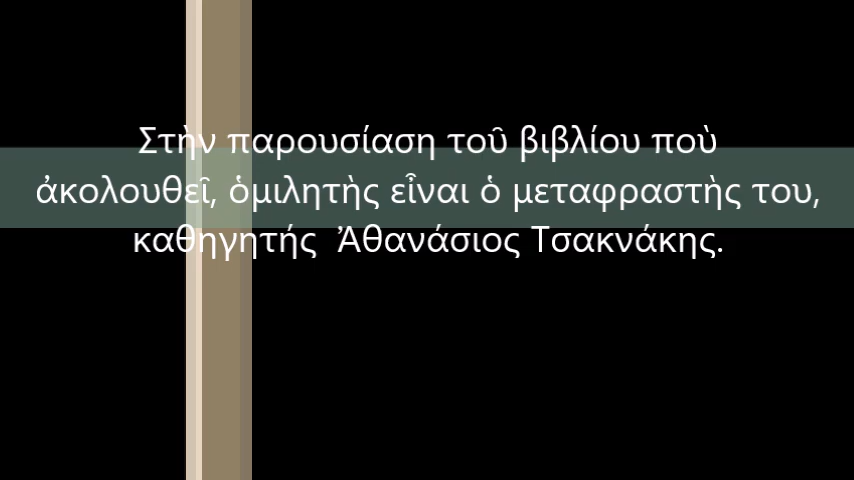 Στὴν παρουσίαση τοῦ βιβλίου ποὺ
ἀκολουθεῖ, ὁμιλητὴς εἶναι ὁ μεταφραστὴς του,
καθηγητής Ἀθανάσιος Τσακνάκης.